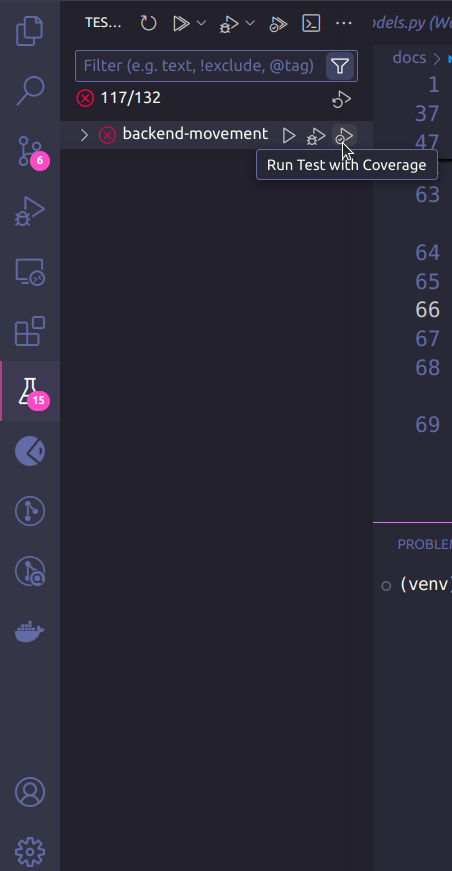 TES...
odels.py (Wo
Filter (e.g. text, !exclude, @tag)
docs >
117/132
backend-movement
Run Test with Coverage
1
37
47
63
64
65
66
67
68
69
6
15
PROBLEM
(venv)